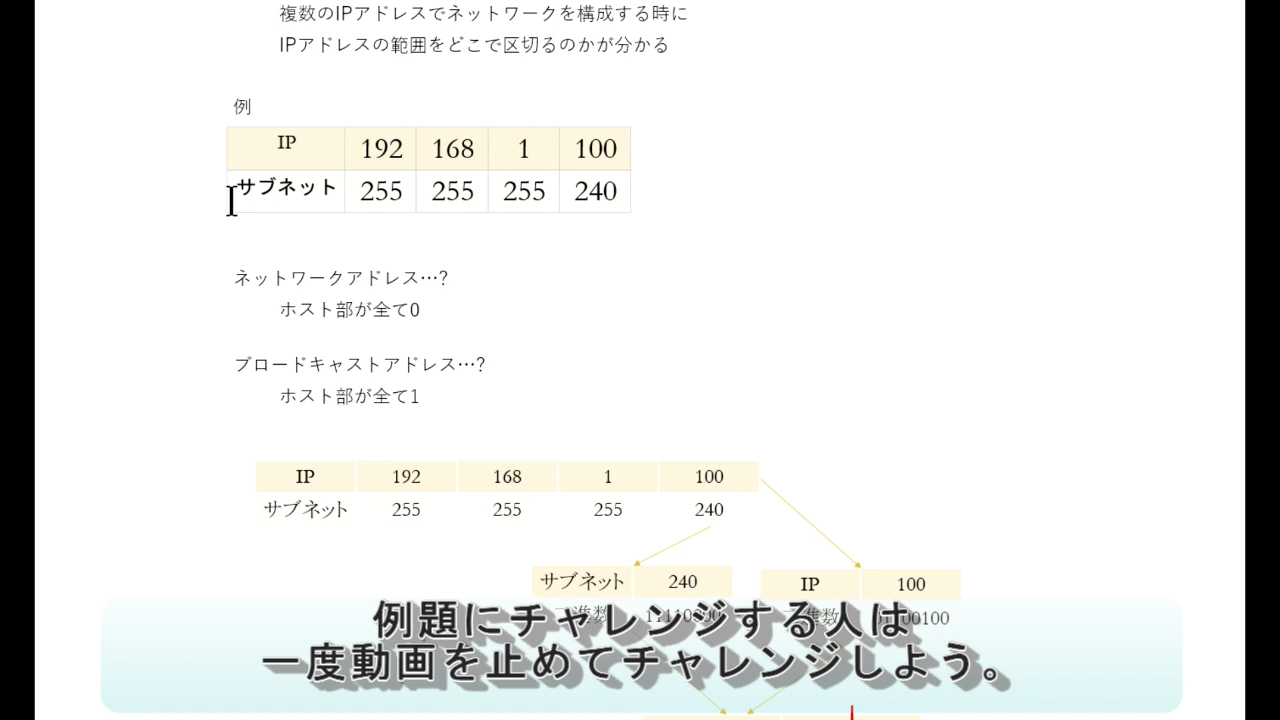 複数のIPアドレスでネットワークを構成する時に
IPアドレスの範囲をどこで区切るのかが分かる
例
IP 192 168 1 100
サブネット 255 255 255 240
ネットワークアドレス…?
ホスト部が全て0
ブロードキャストアドレス…?
ホスト部が全て1
IP 192 168 1 100
サブネット 255 255 255 240
サブネット 240 IP 100
例題にチャレンジする人は
一度動画を止めてチャレンジしよう。